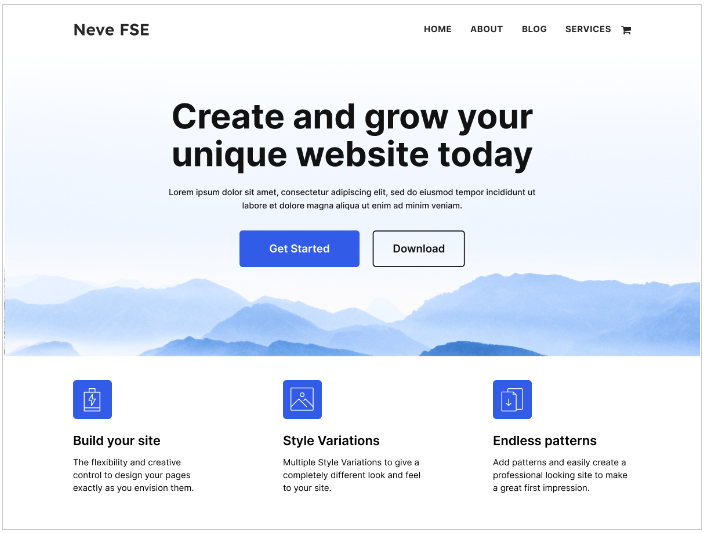 Neve FSE
HOME ABOUT BLOG SERVICES
Create and grow your
unique website today
Lorem ipsum dolor sit amet, consectetur adipiscing elit, sed do eiusmod tempor incididunt ut
labore et dolore magna aliqua ut enim ad minim veniam.
Get Started Download
Build your site
The flexibility and creative
control to design your pages
exactly as you envision them.
Style Variations
Multiple Style Variations to give a
completely different look and feel
to your site.
Endless patterns
Add patterns and easily create a
professional looking site to make
a great first impression.